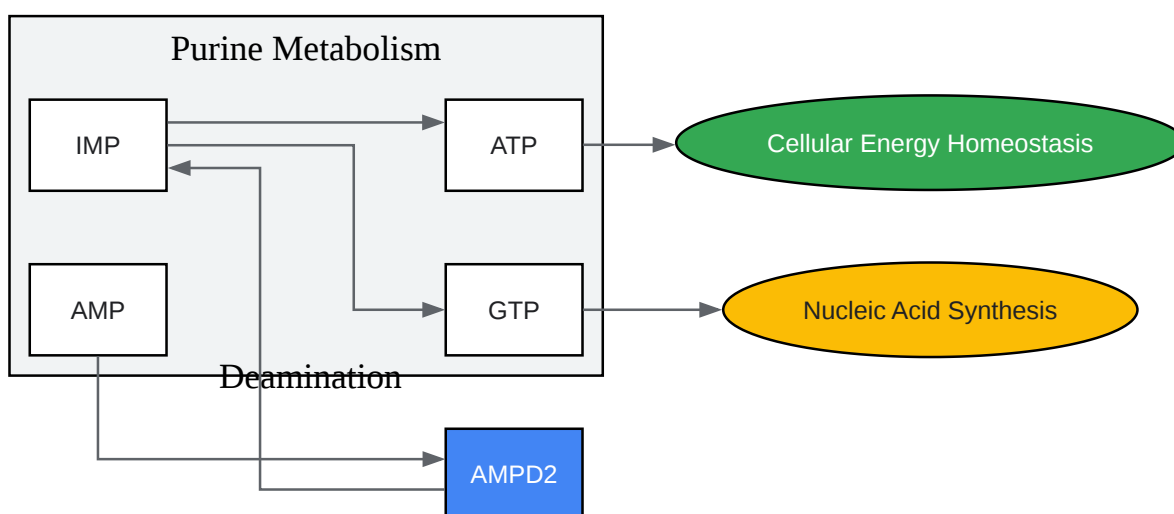 Purine Metabolism
IMP
ATP
Cellular Energy Homeostasis
AMP
GTP
Nucleic Acid Synthesis
Deamination
AMPD2